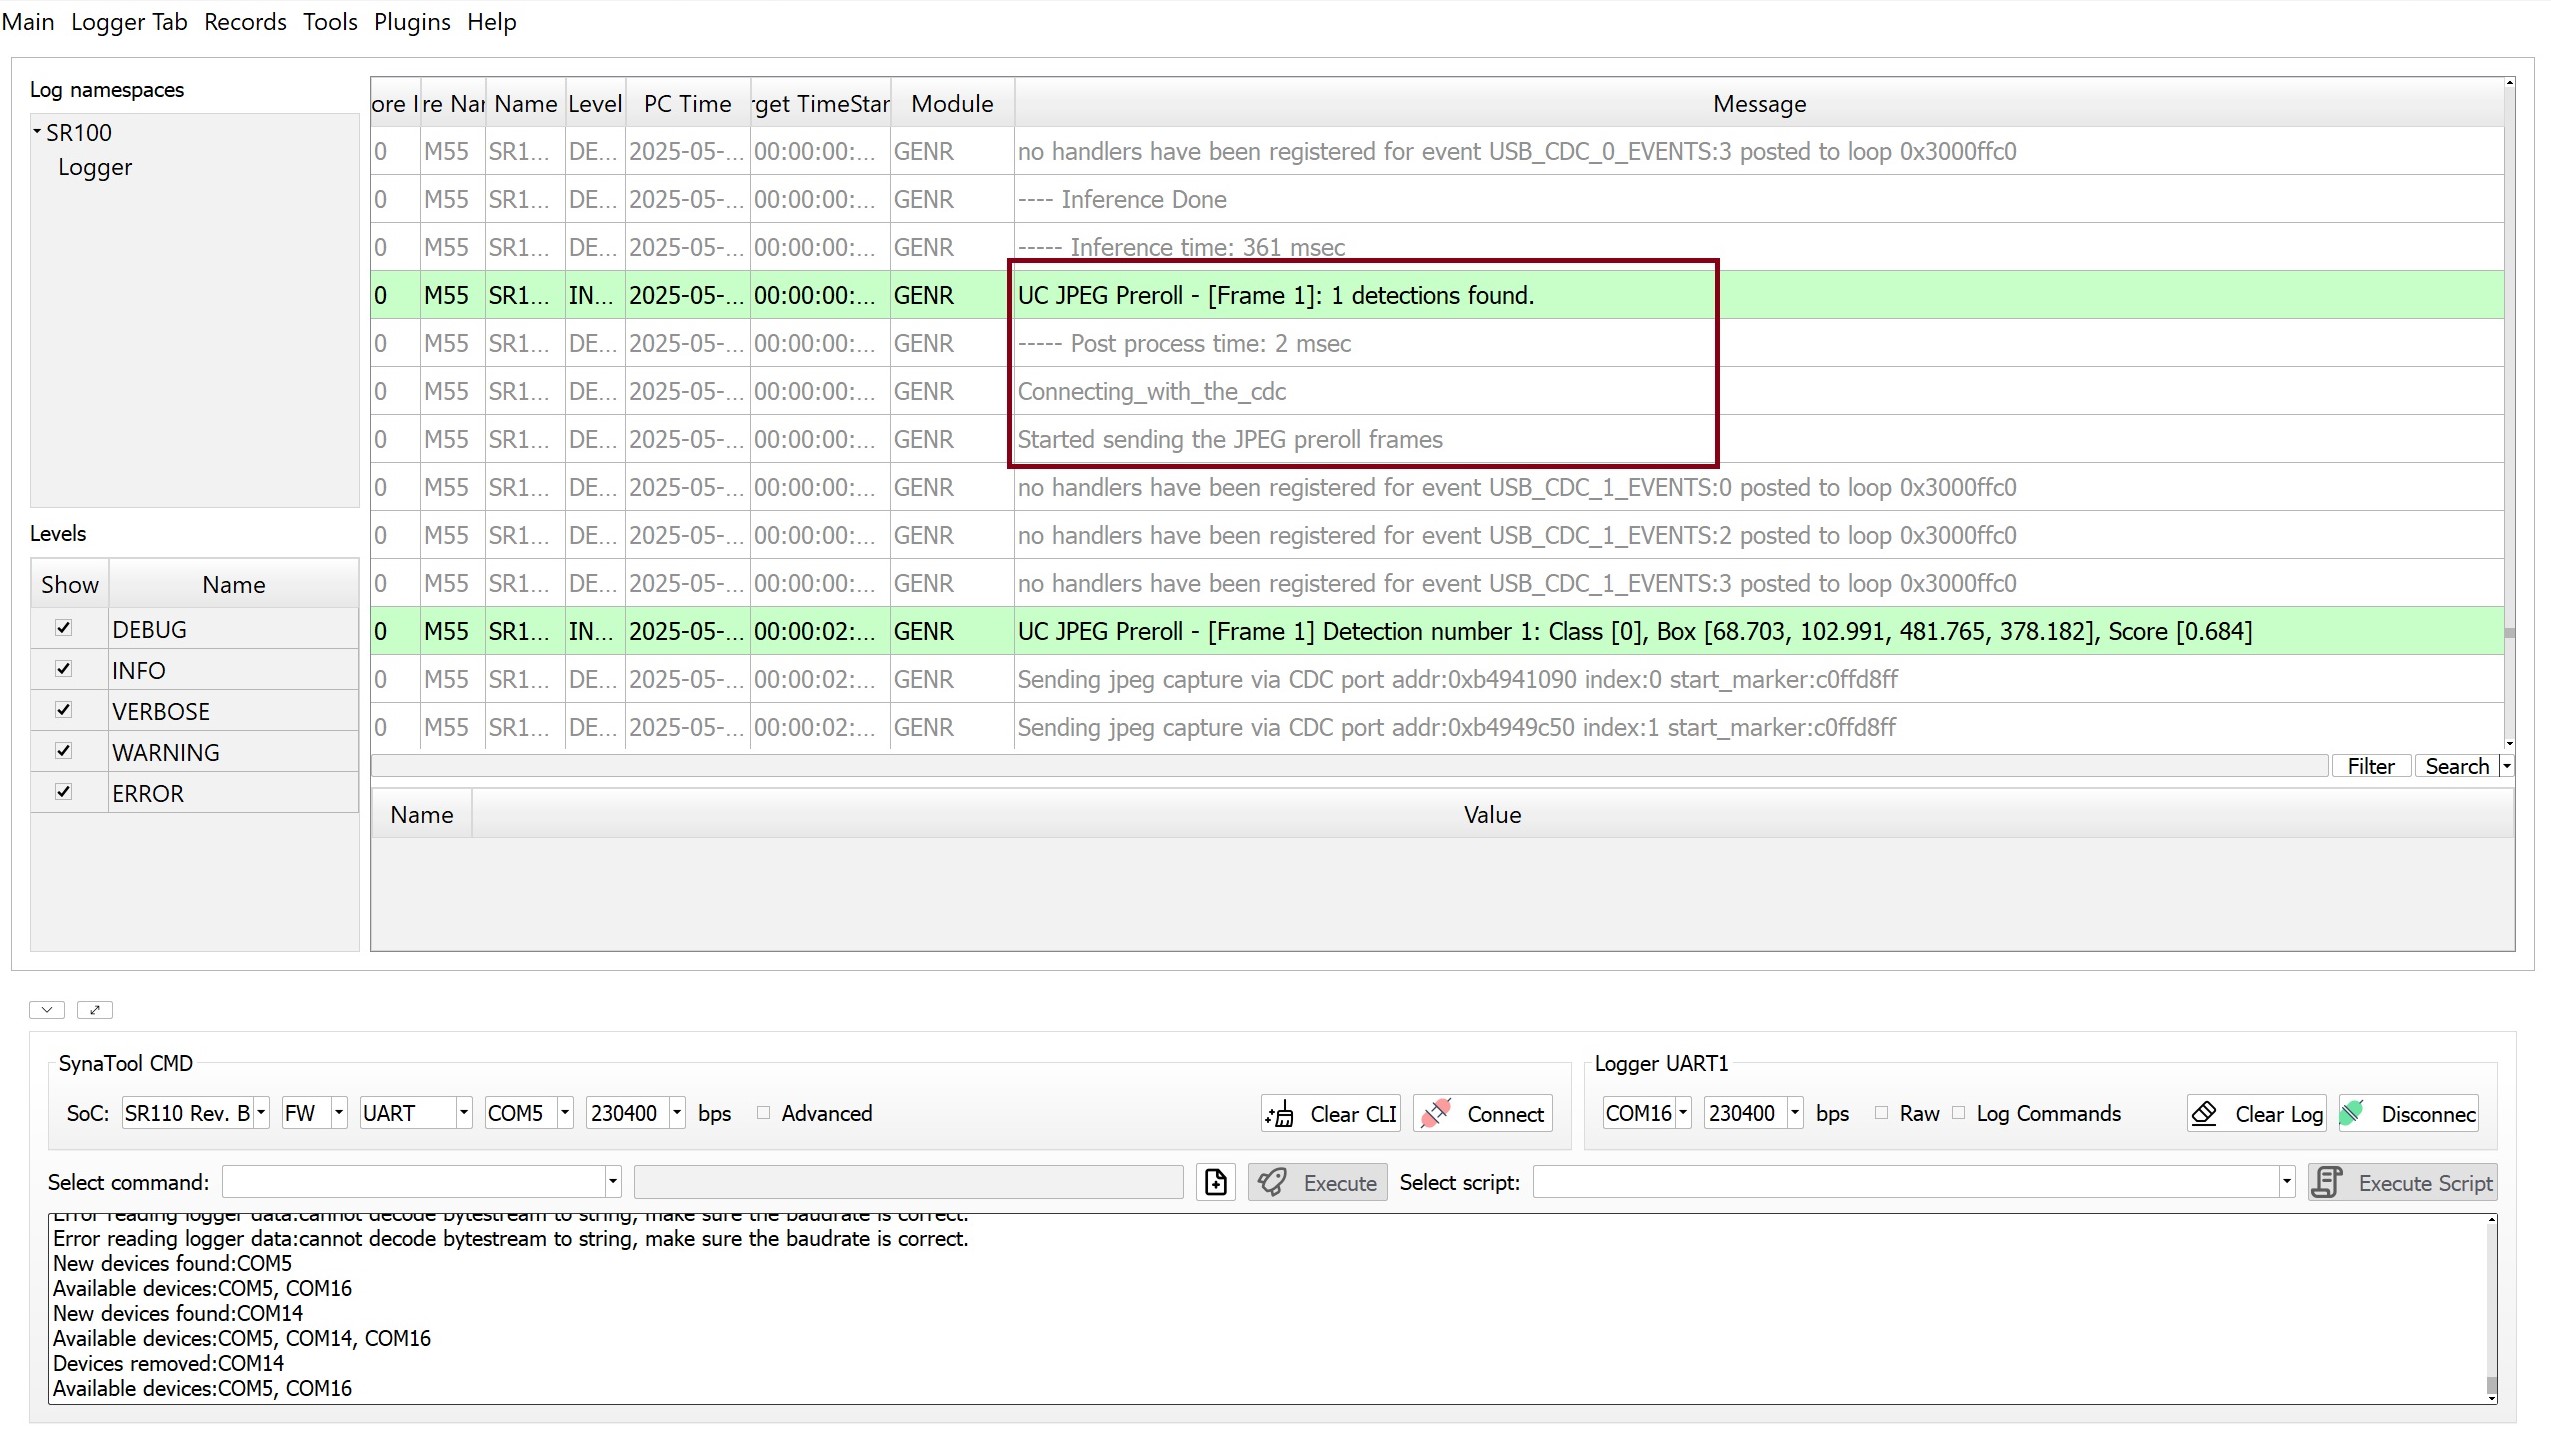 Main Logger Tab Records Tools Plugins Help
Log namespaces
SR100
Logger
Levels
Show Name
DEBUG
INFO
VERBOSE
WARNING
ERROR
ore I re Nar Name Level PC Time rget TimeStar Module Message
0 M55 SR1... DE... 2025-05-... 00:00:00:... GENR no handlers have been registered for event USB_CDC_0_EVENTS:3 posted to loop 0x3000ffc0
0 M55 SR1... DE... 2025-05-... 00:00:00:... GENR ---- Inference Done
0 M55 SR1... DE... 2025-05-... 00:00:00:... GENR ----- Inference time: 361 msec
0 M55 SR1... IN... 2025-05-... 00:00:00:... GENR UC JPEG Preroll - [Frame 1]: 1 detections found.
0 M55 SR1... DE... 2025-05-... 00:00:00:... GENR ----- Post process time: 2 msec
0 M55 SR1... DE... 2025-05-... 00:00:00:... GENR Connecting_with_the_cdc
0 M55 SR1... DE... 2025-05-... 00:00:00:... GENR Started sending the JPEG preroll frames
0 M55 SR1... DE... 2025-05-... 00:00:00:... GENR no handlers have been registered for event USB_CDC_1_EVENTS:0 posted to loop 0x3000ffc0
0 M55 SR1... DE... 2025-05-... 00:00:00:... GENR no handlers have been registered for event USB_CDC_1_EVENTS:2 posted to loop 0x3000ffc0
0 M55 SR1... DE... 2025-05-... 00:00:00:... GENR no handlers have been registered for event USB_CDC_1_EVENTS:3 posted to loop 0x3000ffc0
0 M55 SR1... IN... 2025-05-... 00:00:02:... GENR UC JPEG Preroll - [Frame 1] Detection number 1: Class [0], Box [68.703, 102.991, 481.765, 378.182], Score [0.684]
0 M55 SR1... DE... 2025-05-... 00:00:02:... GENR Sending jpeg capture via CDC port addr:0xb4941090 index:0 start_marker:c0ffd8ff
0 M55 SR1... DE... 2025-05-... 00:00:02:... GENR Sending jpeg capture via CDC port addr:0xb4949c50 index:1 start_marker:c0ffd8ff
Filter Search
Name Value
SynaTool CMD
SoC: SR110 Rev. B FW UART COM5 230400 bps Advanced Clear CLI Connect
Logger UART1
COM16 230400 bps Raw Log Commands Clear Log Disconnec
Select command: Execute Select script: Execute Script
Error reading logger data:cannot decode bytestream to string, make sure the baudrate is correct.
Error reading logger data:cannot decode bytestream to string, make sure the baudrate is correct.
New devices found:COM5
Available devices:COM5, COM16
New devices found:COM14
Available devices:COM5, COM14, COM16
Devices removed:COM14
Available devices:COM5, COM16